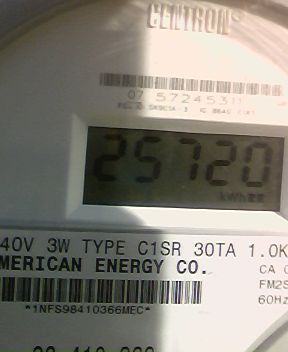 CENTRON®
07 57245311
25720
kWh
40V 3W TYPE C1SR 30TA 1.0K
MERICAN ENERGY CO.
CA
FM2S
60Hz
*1NFS98410366MEC*